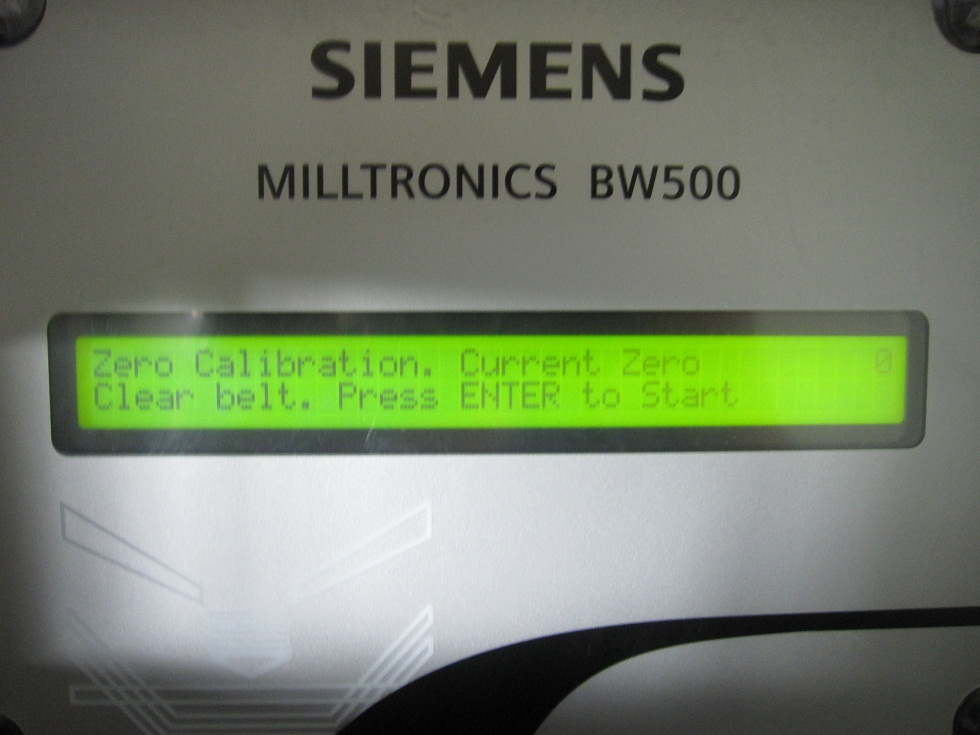 SIEMENS
MILLTRONICS BW500
Zero Calibration. Current Zero 0
Clear belt. Press ENTER to Start